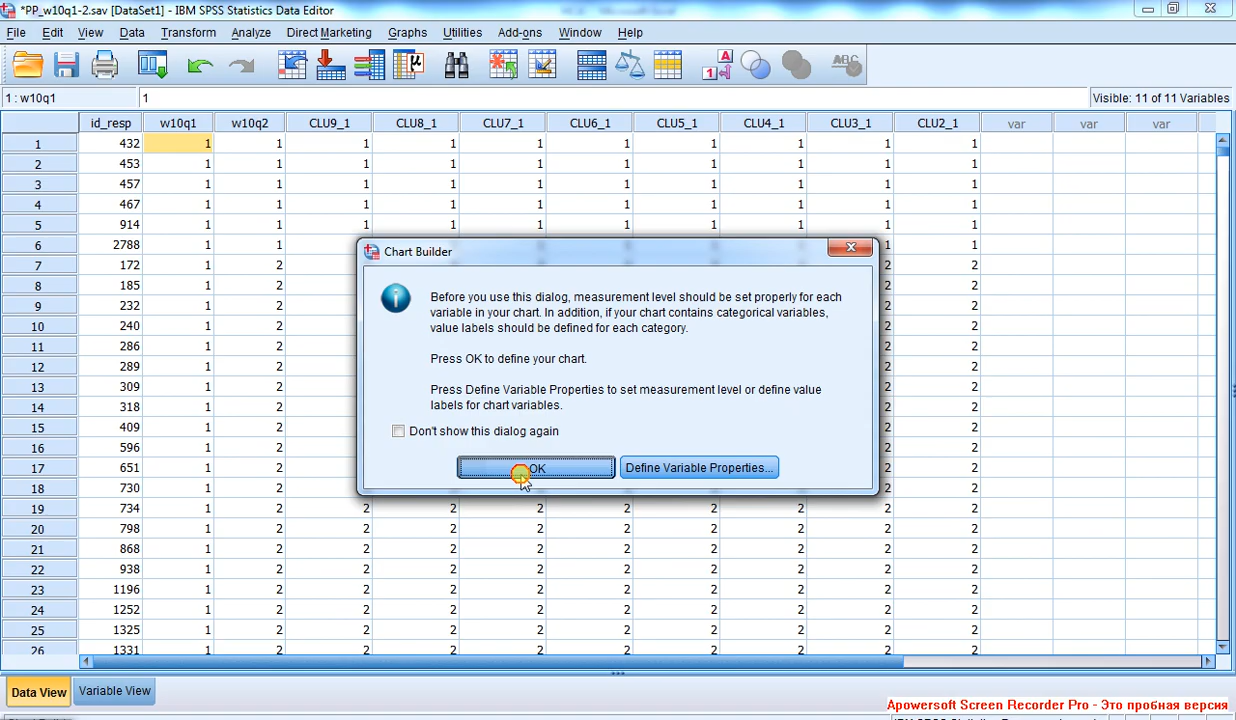 *PP_w10q1-2.sav [DataSet1] - IBM SPSS Statistics Data Editor
File Edit View Data Transform Analyze Direct Marketing Graphs Utilities Add-ons Window Help
1 : w10q1 1 Visible: 11 of 11 Variables
id_resp w10q1 w10q2 CLU9_1 CLU8_1 CLU7_1 CLU6_1 CLU5_1 CLU4_1 CLU3_1 CLU2_1 var var var
1 432 1 1 1 1 1 1 1 1 1 1
2 453 1 1 1 1 1 1 1 1 1 1
3 457 1 1 1 1 1 1 1 1 1 1
4 467 1 1 1 1 1 1 1 1 1 1
5 914 1 1 1 1 1 1 1 1 1 1
6 2788 1 1 1 1
7 172 1 2 2 2
8 185 1 2 2 2
9 232 1 2 2 2
10 240 1 2 2 2
11 286 1 2 2 2
12 289 1 2 2 2
13 309 1 2 2 2
14 318 1 2 2 2
15 409 1 2 2 2
16 596 1 2 2 2
17 651 1 2 2 2
18 730 1 2 2 2
19 734 1 2 2 2 2 2 2 2 2 2
20 798 1 2 2 2 2 2 2 2 2 2
21 868 1 2 2 2 2 2 2 2 2 2
22 938 1 2 2 2 2 2 2 2 2 2
23 1196 1 2 2 2 2 2 2 2 2 2
24 1252 1 2 2 2 2 2 2 2 2 2
25 1325 1 2 2 2 2 2 2 2 2 2
26 1331 1 2 2 2 2 2 2 2 2 2
Chart Builder
Before you use this dialog, measurement level should be set properly for each
variable in your chart. In addition, if your chart contains categorical variables,
value labels should be defined for each category.
Press OK to define your chart.
Press Define Variable Properties to set measurement level or define value
labels for chart variables.
Don't show this dialog again
OK Define Variable Properties...
Data View Variable View
Apowersoft Screen Recorder Pro - Это пробная версия